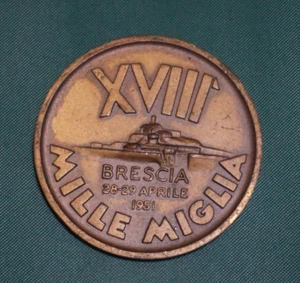 XVIII
BRESCIA
28-29 APRILE
1951
MILLE MIGLIA